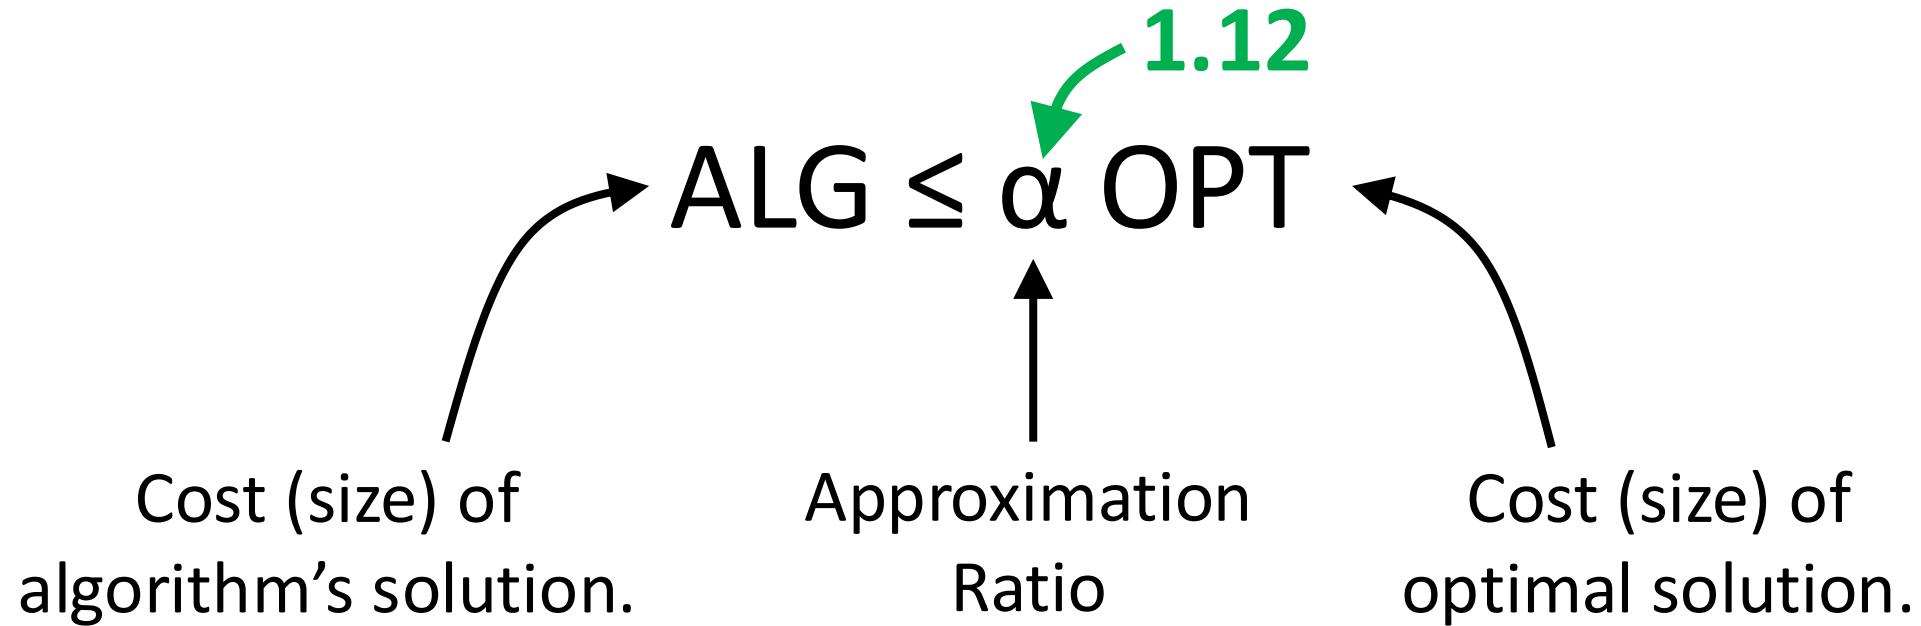 1.12
ALG ≤ α OPT
Cost (size) of
algorithm’s solution.
Approximation
Ratio
Cost (size) of
optimal solution.